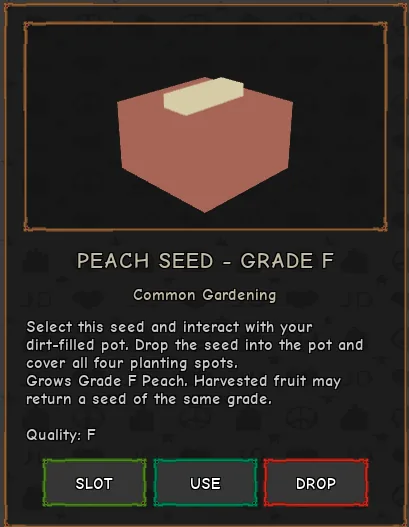 PEACH SEED - GRADE F
Common Gardening
Select this seed and interact with your
dirt-filled pot. Drop the seed into the pot and
cover all four planting spots.
Grows Grade F Peach. Harvested fruit may
return a seed of the same grade.
Quality: F
SLOT
USE
DROP